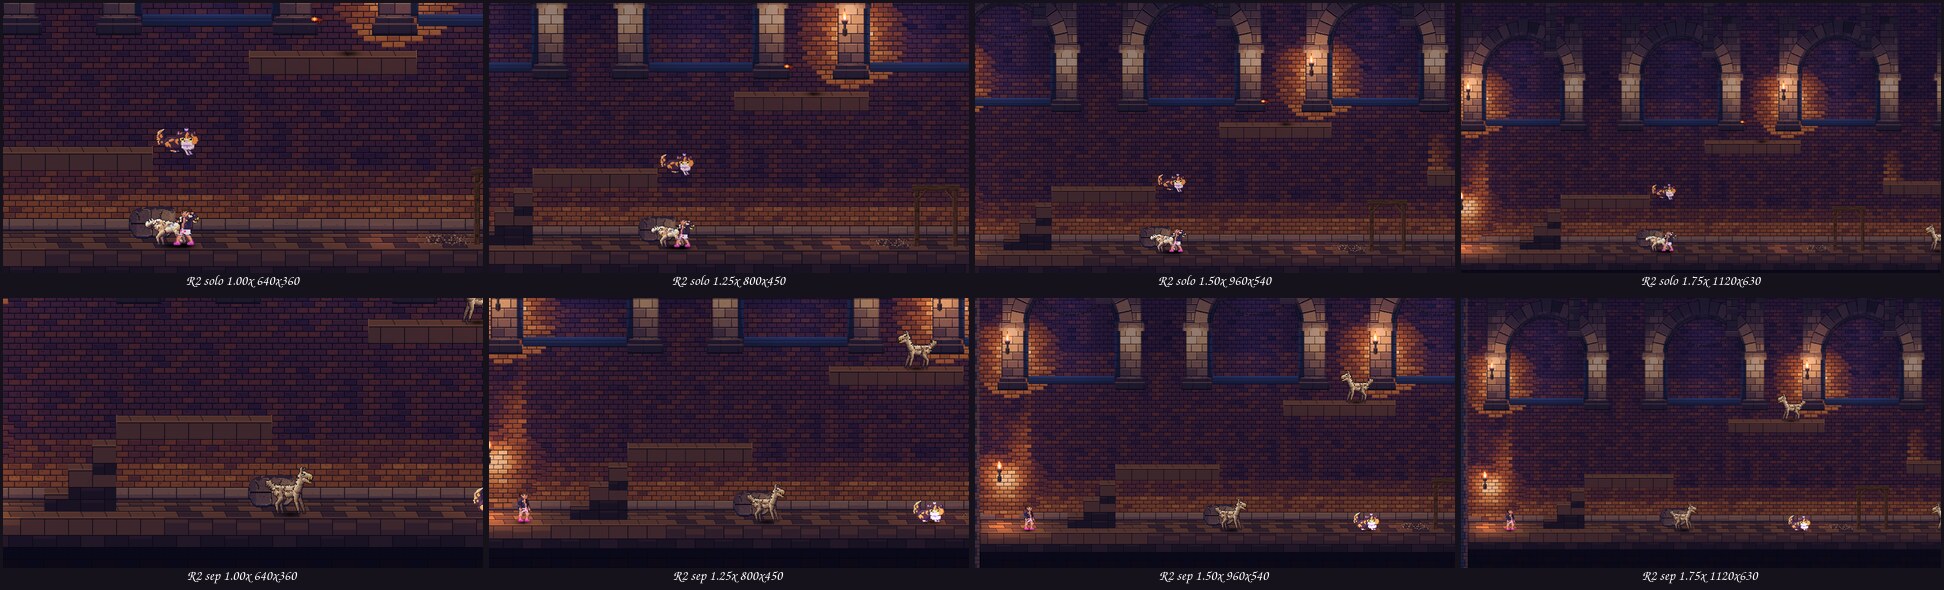 R2 solo 1.00x 640x360
R2 solo 1.25x 800x450
R2 solo 1.50x 960x540
R2 solo 1.75x 1120x630
R2 sep 1.00x 640x360
R2 sep 1.25x 800x450
R2 sep 1.50x 960x540
R2 sep 1.75x 1120x630